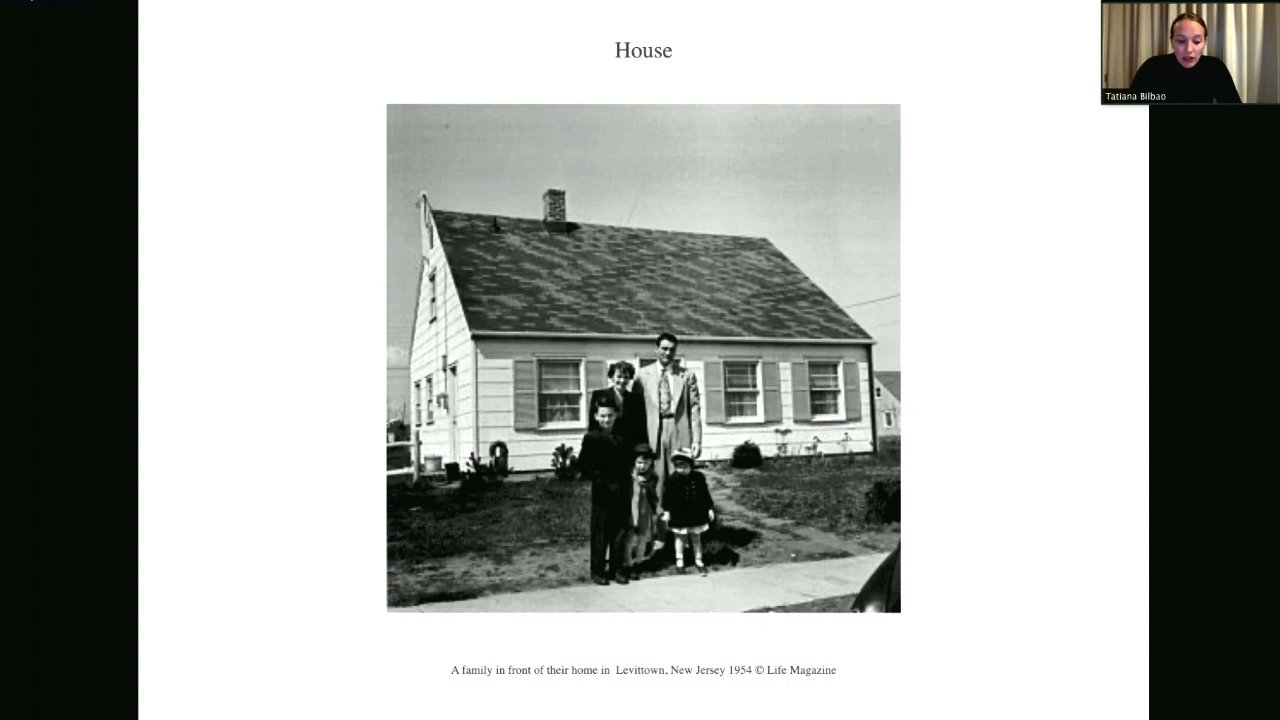 House
Tatiana Bilbao
A family in front of their home in Levittown, New Jersey 1954 © Life Magazine